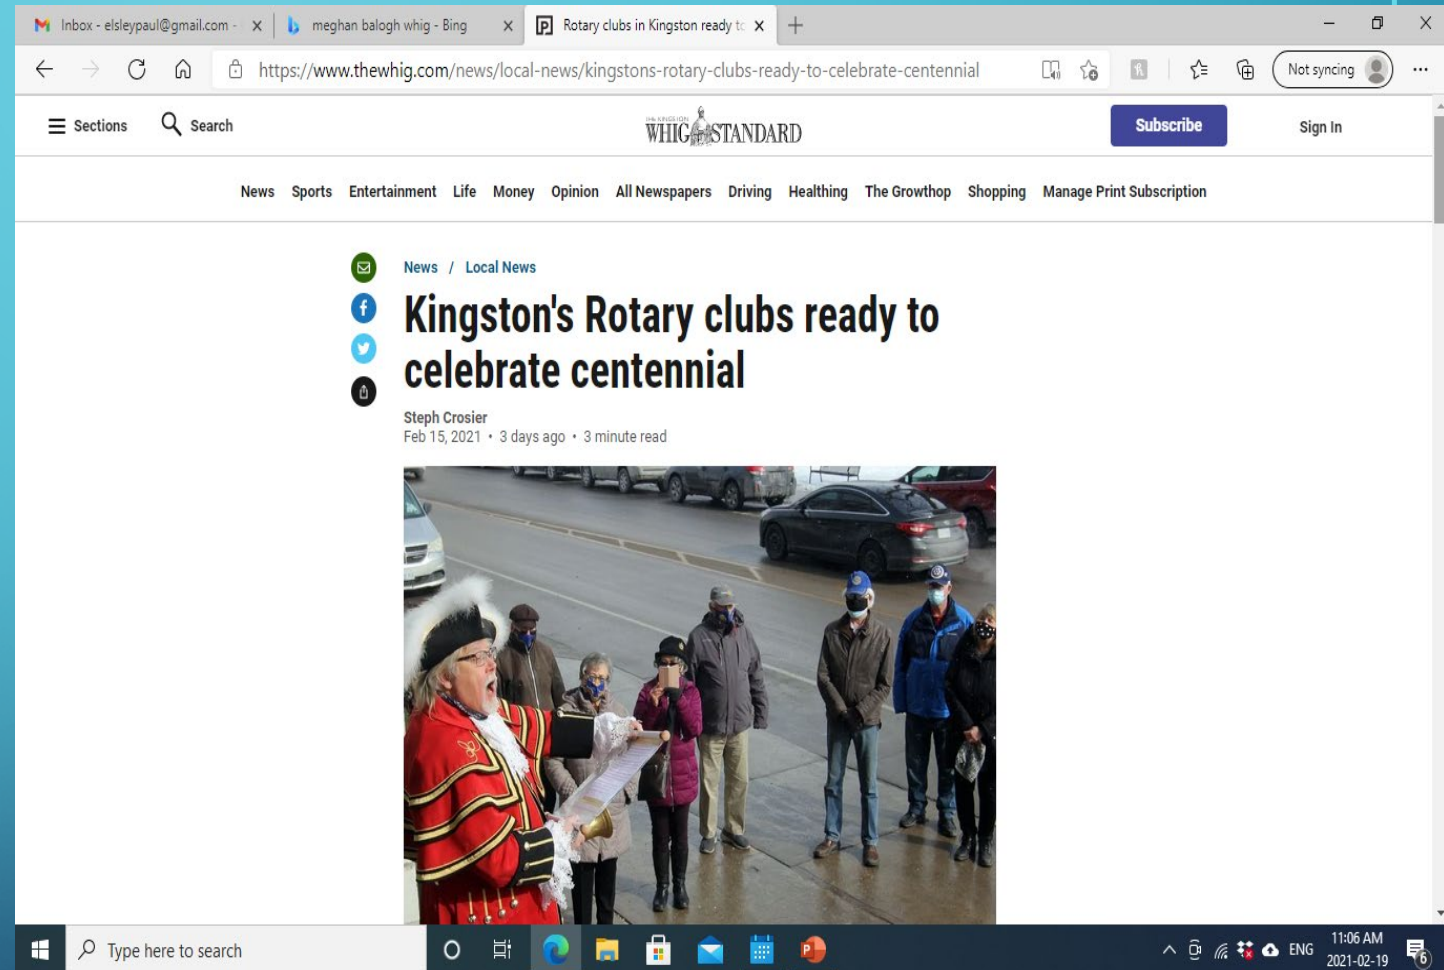 Inbox - elsleypaul@gmail.com -
meghan balogh whig - Bing
Rotary clubs in Kingston ready to
https://www.thewhig.com/news/local-news/kingstons-rotary-clubs-ready-to-celebrate-centennial
Not syncing
Sections
Search
THE KINGSTON
WHIG STANDARD
Subscribe
Sign In
News Sports Entertainment Life Money Opinion All Newspapers Driving Healthing The Growthop Shopping Manage Print Subscription
News / Local News
Kingston's Rotary clubs ready to
celebrate centennial
Steph Crosier
Feb 15, 2021 • 3 days ago • 3 minute read
Type here to search
ENG
11:06 AM
2021-02-19
6